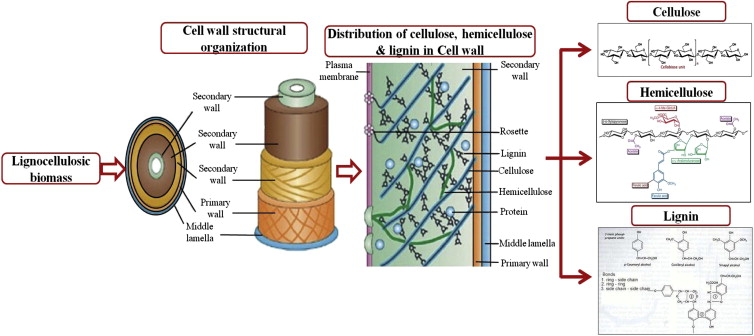 Cellulose
Cellobiose unit
Cell wall structural
organization
Distribution of cellulose, hemicellulose
& lignin in Cell wall
Plasma
membrane
Secondary
wall
Secondary
wall
Secondary
wall
Secondary
wall
Primary
wall
Middle
lamella
Lignocellulosic
biomass
Rosette
Lignin
Cellulose
Hemicellulose
Protein
Middle lamella
Primary wall
Hemicellulose
Lignin
p-Coumaryl alcohol
Coniferyl alcohol
Sinapyl alcohol
Bonds
1. ring - side chain
2. ring - ring
3. side chain - side chain